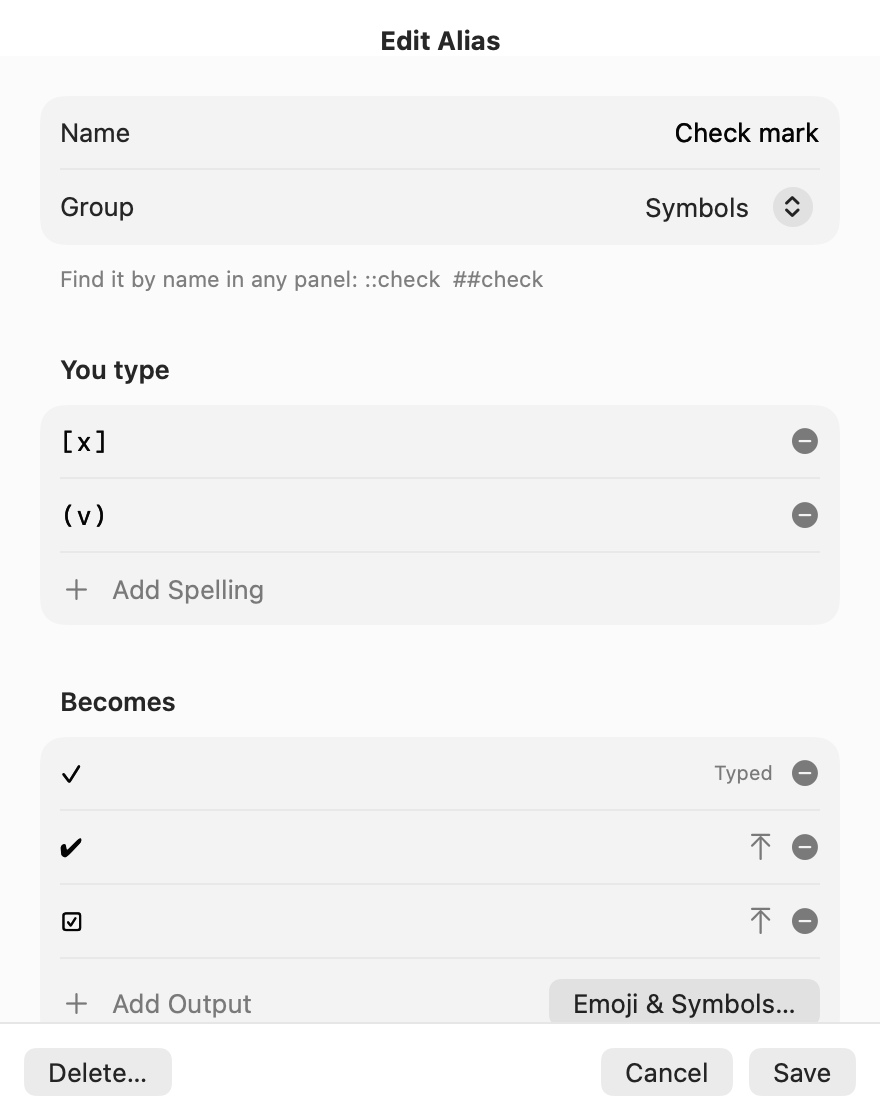 Edit Alias
Name Check mark
Group Symbols
Find it by name in any panel: ::check ##check
You type
[x]
(v)
+ Add Spelling
Becomes
✓ Typed
✔
☑
+ Add Output Emoji & Symbols...
Delete... Cancel Save